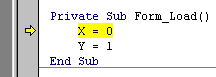 Private Sub Form_Load()
X = 0
Y = 1
End Sub